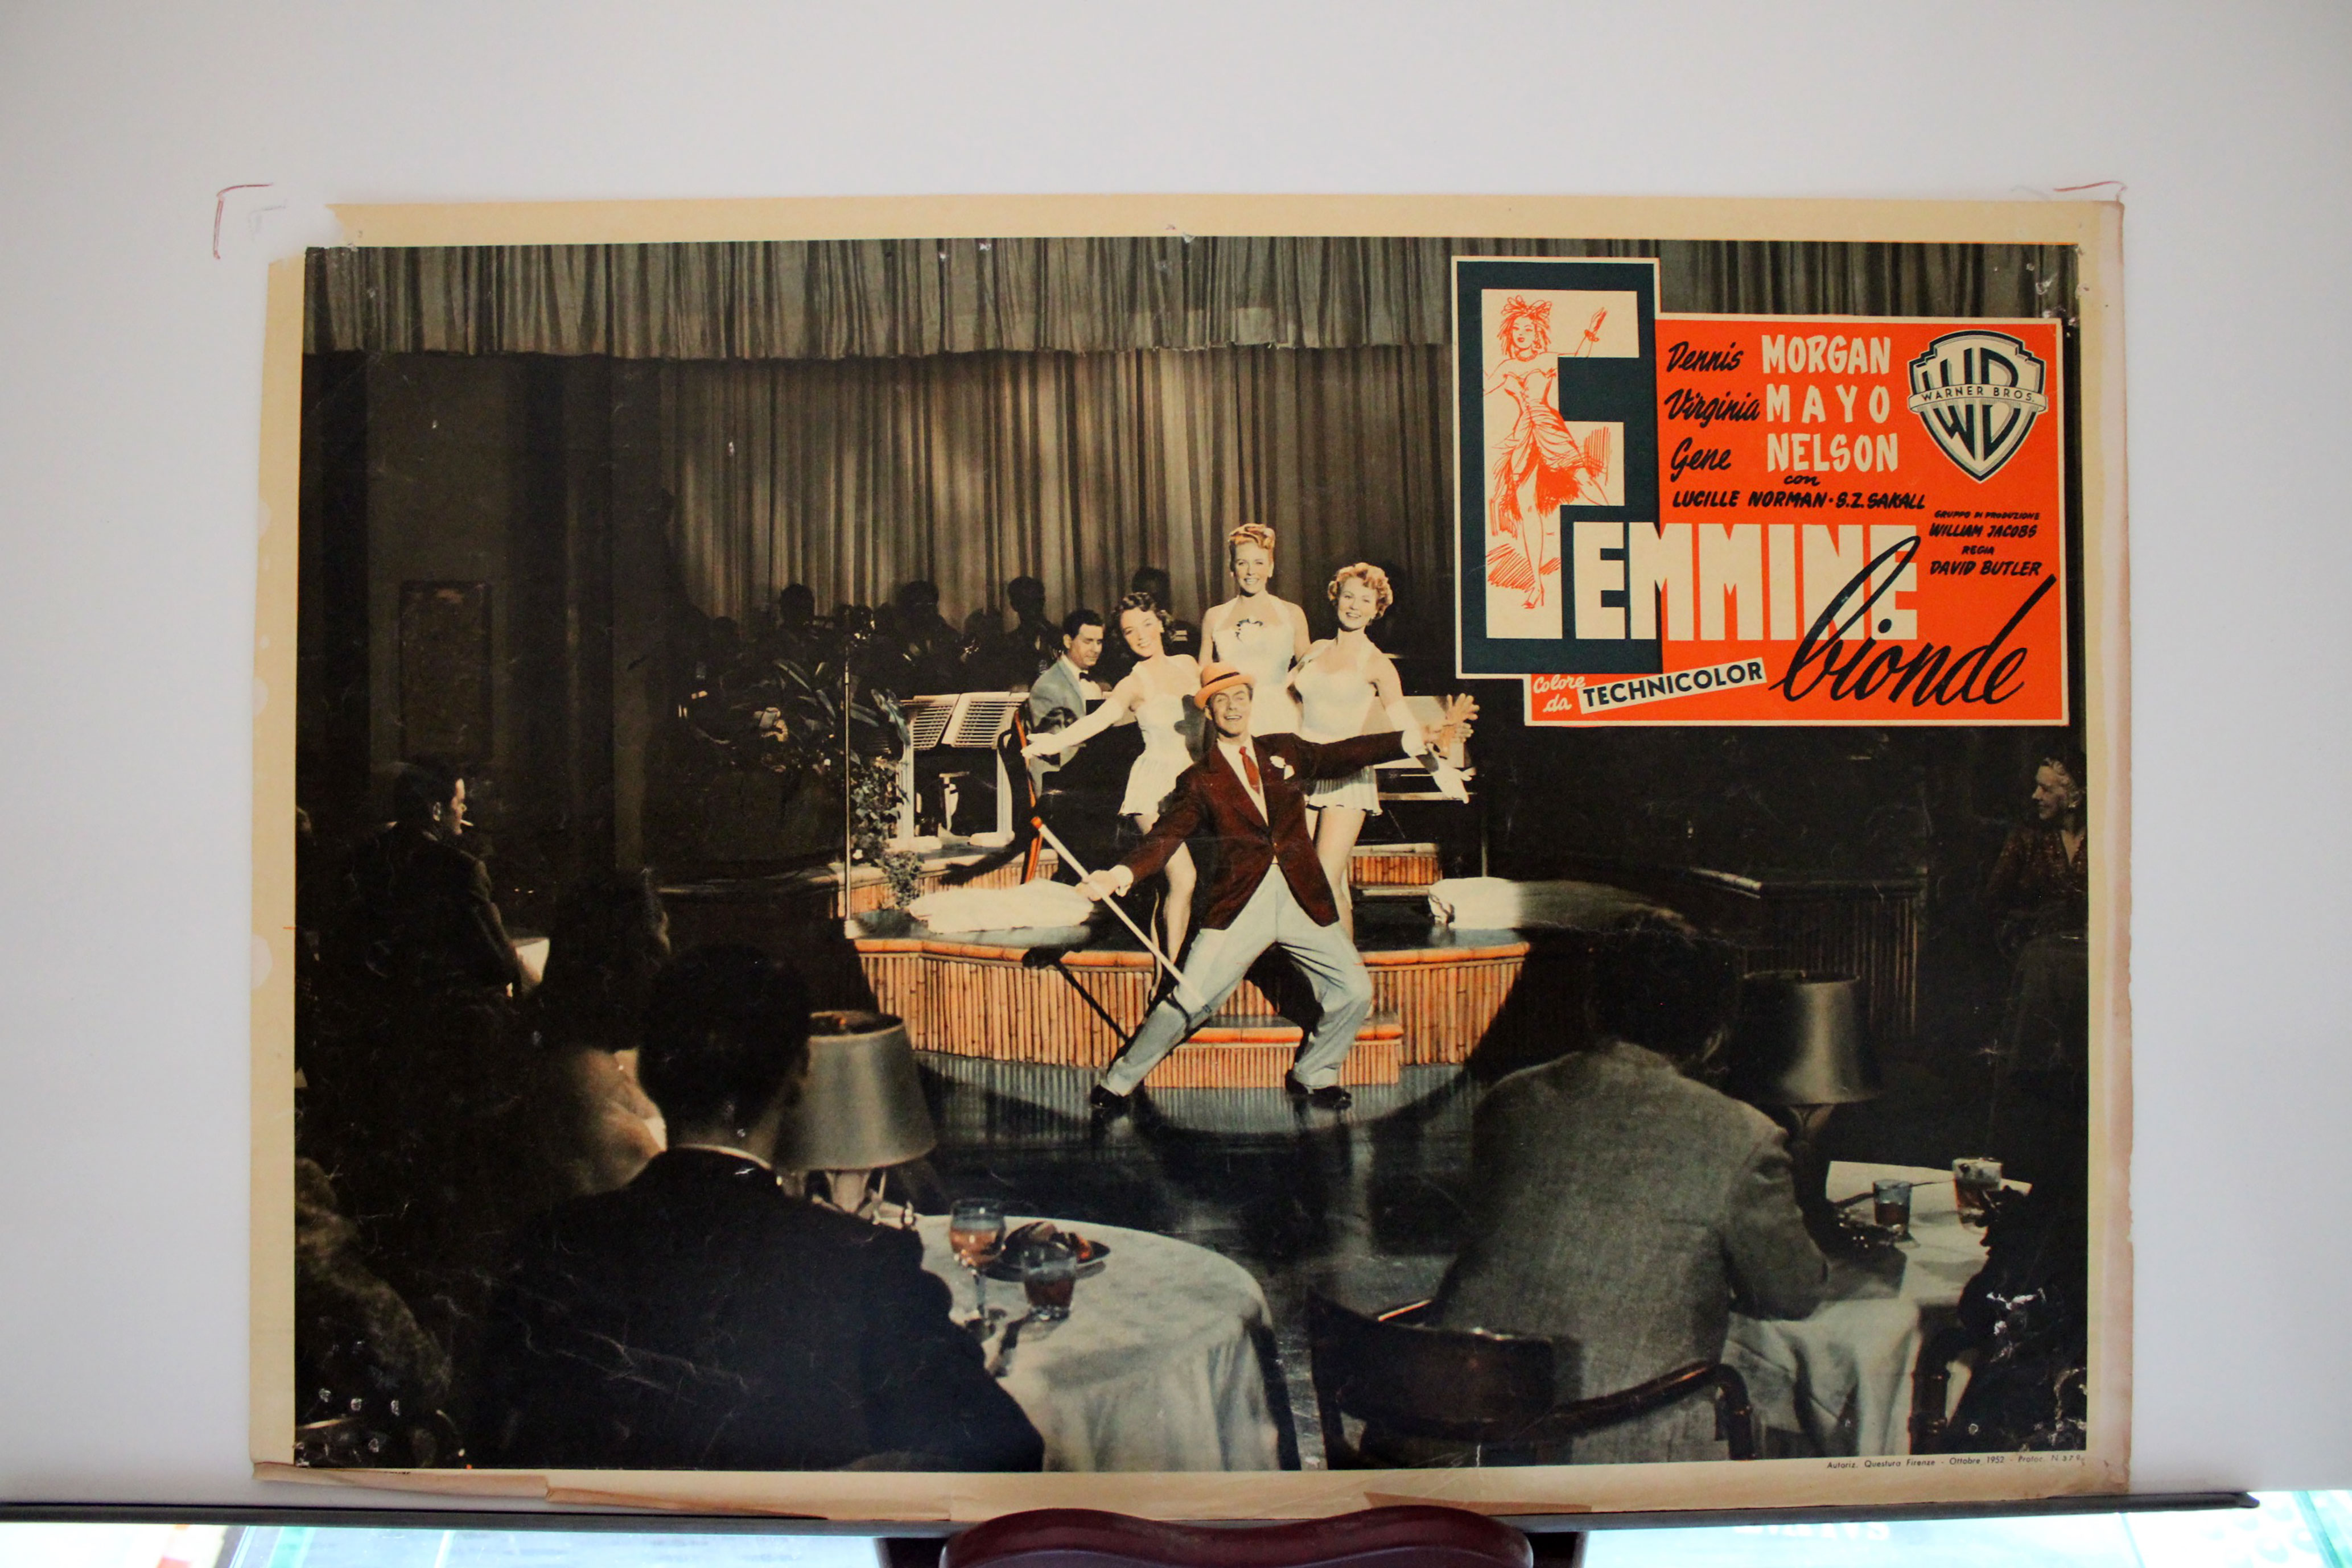 Dennis MORGAN
Virginia MAYO
Gene NELSON
con
LUCILLE NORMAN · S.Z. SAKALL
WARNER BROS.
WB
GRUPPO DI PRODUZIONE
WILLIAM JACOBS
REGIA
DAVID BUTLER
FEMMINE
bionde
Colore
da TECHNICOLOR
Autoriz. Questura Firenze - Ottobre 1952 - Protoc.